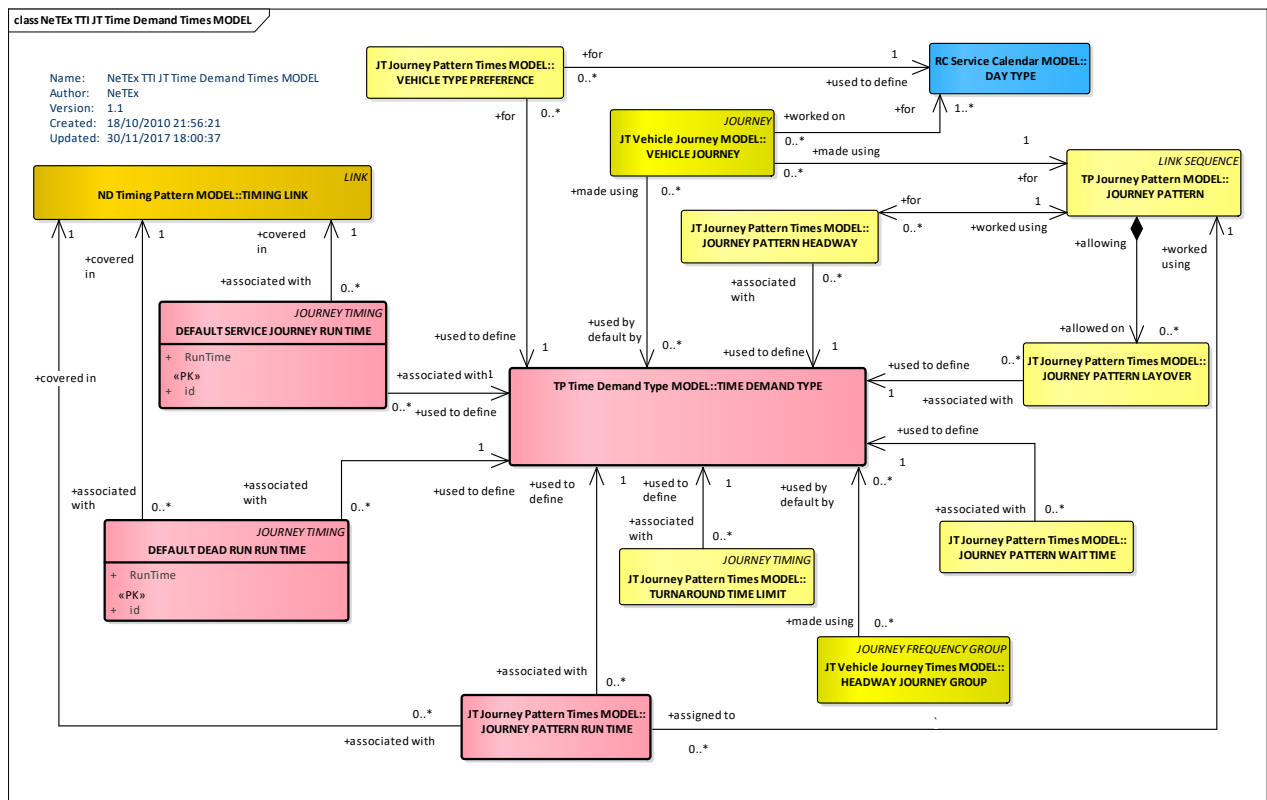 class NeTEx TTI JT Time Demand Times MODEL
Name: NeTEx TTI JT Time Demand Times MODEL
Author: NeTEx
Version: 1.1
Created: 18/10/2010 21:56:21
Updated: 30/11/2017 18:00:37
JT Journey Pattern Times MODEL::
VEHICLE TYPE PREFERENCE
+for
0..*
1
+used to define
RC Service Calendar MODEL::
DAY TYPE
+for
0..*
JOURNEY
JT Vehicle Journey MODEL::
VEHICLE JOURNEY
+worked on
0..*
+for
1..*
+made using
0..*
1
+for
+made using
0..*
LINK SEQUENCE
TP Journey Pattern MODEL::
JOURNEY PATTERN
LINK
ND Timing Pattern MODEL::TIMING LINK
JT Journey Pattern Times MODEL::
JOURNEY PATTERN HEADWAY
+for
0..*
1
+worked using
+allowing
+worked
using
1
1
1
+covered
in
+covered
in
1
+associated with
0..*
+associated
with
0..*
JOURNEY TIMING
DEFAULT SERVICE JOURNEY RUN TIME
+ RunTime
«PK»
+ id
+used by
default by
0..*
+used to define
1
+used to define
1
+allowed on
0..*
JT Journey Pattern Times MODEL::
JOURNEY PATTERN LAYOVER
0..*
+used to define
1
+associated with
+covered in
+associated with
1
0..*
+used to define
TP Time Demand Type MODEL::TIME DEMAND TYPE
+used to define
1
1
+used to define
+associated
with
0..*
+associated
with
0..*
+used to
define
1
+used to
define
1
+used by
default by
0..*
+associated with
0..*
JOURNEY TIMING
DEFAULT DEAD RUN RUN TIME
+ RunTime
«PK»
+ id
+associated
with
0..*
JT Journey Pattern Times MODEL::
JOURNEY PATTERN WAIT TIME
JOURNEY TIMING
JT Journey Pattern Times MODEL::
TURNAROUND TIME LIMIT
+made using
0..*
JOURNEY FREQUENCY GROUP
JT Vehicle Journey Times MODEL::
HEADWAY JOURNEY GROUP
+associated with
0..*
JT Journey Pattern Times MODEL::
JOURNEY PATTERN RUN TIME
0..*
+associated with
+assigned to
0..*